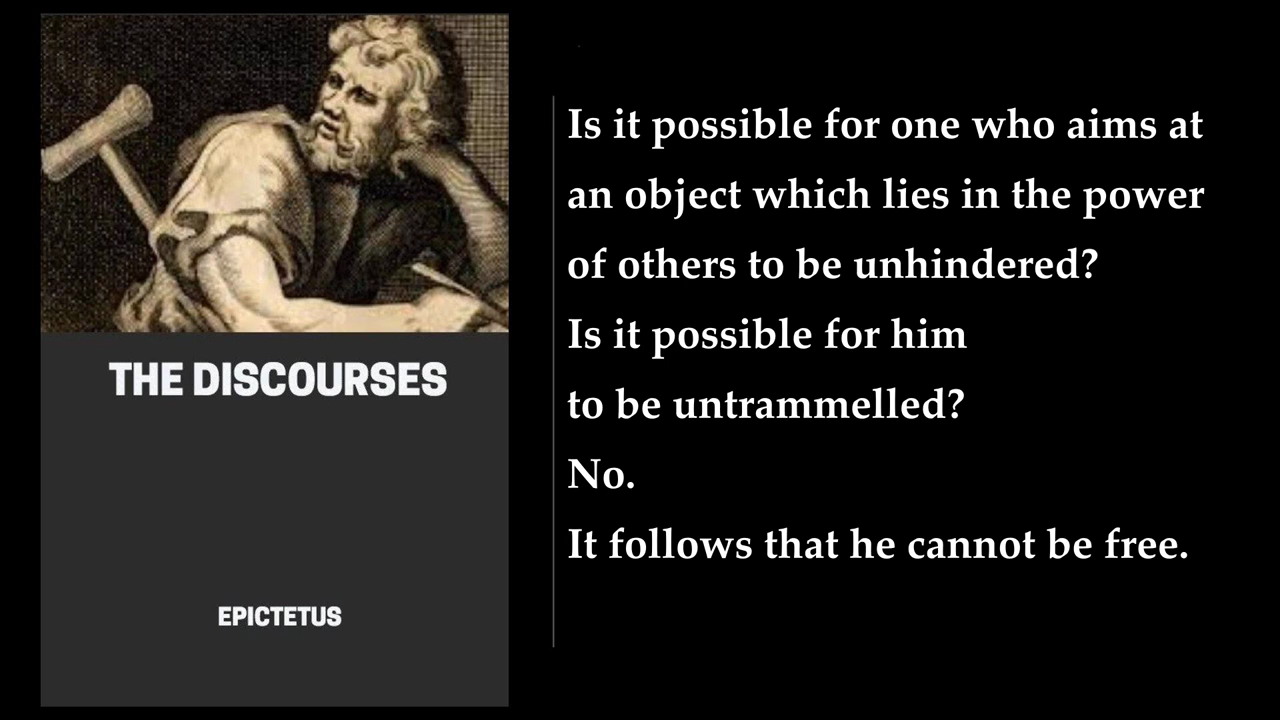 THE DISCOURSES
EPICTETUS
Is it possible for one who aims at
an object which lies in the power
of others to be unhindered?
Is it possible for him
to be untrammelled?
No.
It follows that he cannot be free.